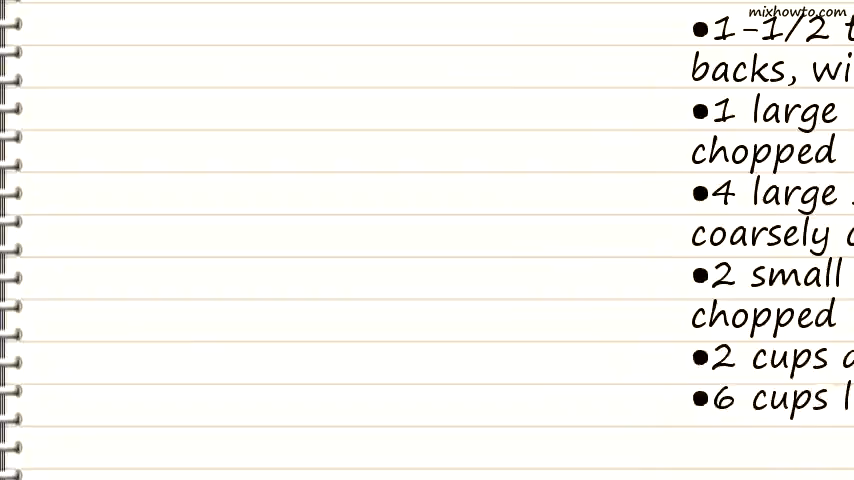 mixhowto.com
•1-1/2 t
backs, wi
•1 large
chopped
•4 large
coarsely
•2 small
chopped
•2 cups
•6 cups l